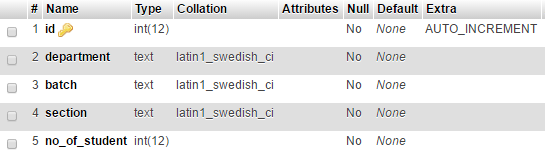 # Name Type Collation Attributes Null Default Extra
1 id int(12) No None AUTO_INCREMENT
2 department text latin1_swedish_ci No None
3 batch text latin1_swedish_ci No None
4 section text latin1_swedish_ci No None
5 no_of_student int(12) No None